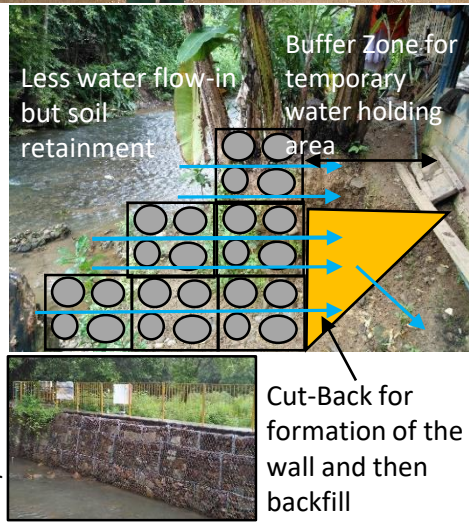 Less water flow-in
but soil
retainment
Buffer Zone for
temporary
water holding
area
Cut-Back for
formation of the
wall and then
backfill